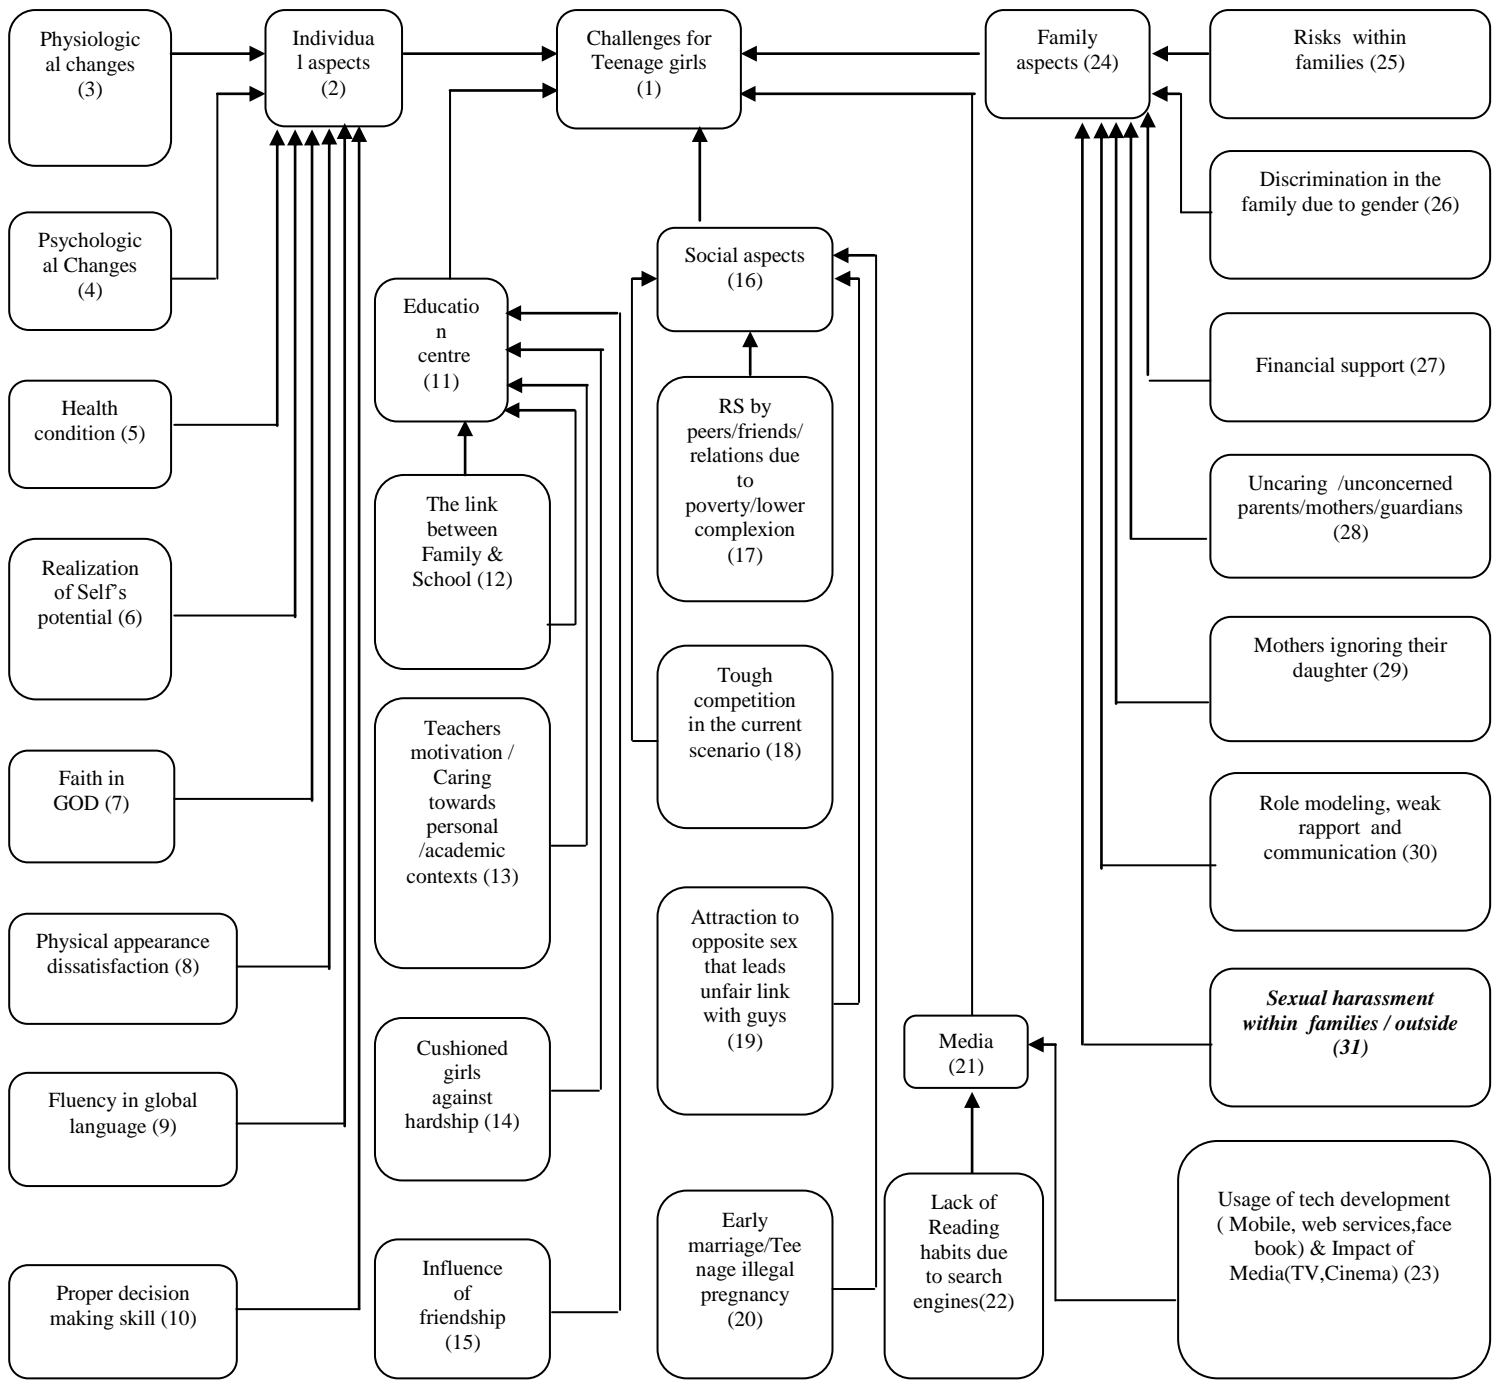 Physiologic
al changes
(3)
Individua
l aspects
(2)
Challenges for
Teenage girls
(1)
Family
aspects (24)
Risks within
families (25)
Discrimination in the
family due to gender (26)
Psychologic
al Changes
(4)
Social aspects
(16)
Educatio
n
centre
(11)
Financial support (27)
Health
condition (5)
RS by
peers/friends/
relations due
to
poverty/lower
complexion
(17)
Uncaring /unconcerned
parents/mothers/guardians
(28)
The link
between
Family &
School (12)
Realization
of Self's
potential (6)
Mothers ignoring their
daughter (29)
Tough
competition
in the current
scenario (18)
Teachers
motivation /
Caring
towards
personal
/academic
contexts (13)
Faith in
GOD (7)
Role modeling, weak
rapport and
communication (30)
Attraction to
opposite sex
that leads
unfair link
with guys
(19)
Physical appearance
dissatisfaction (8)
Sexual harassment
within families / outside
(31)
Media
(21)
Cushioned
girls
against
hardship (14)
Fluency in global
language (9)
Usage of tech development
( Mobile, web services,face
book) & Impact of
Media(TV,Cinema) (23)
Lack of
Reading
habits due
to search
engines(22)
Early
marriage/Tee
nage illegal
pregnancy
(20)
Influence
of
friendship
(15)
Proper decision
making skill (10)